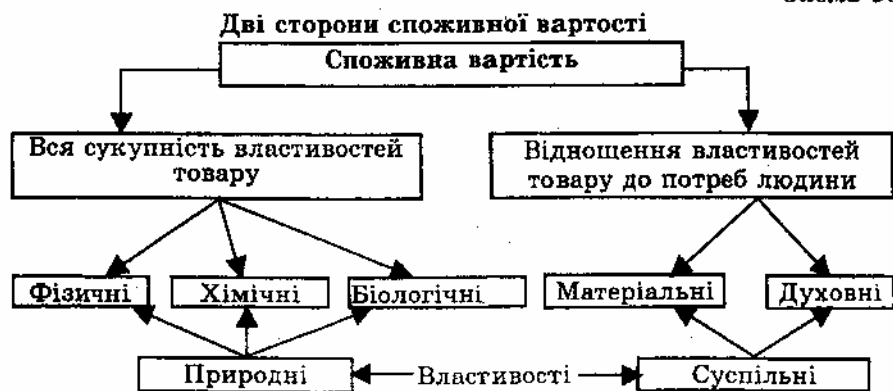 Дві сторони споживної вартості
Споживна вартість
Вся сукупність властивостей
товару
Відношення властивостей
товару до потреб людини
Фізичні
Хімічні
Біологічні
Матеріальні
Духовні
Природні
Властивості
Суспільні